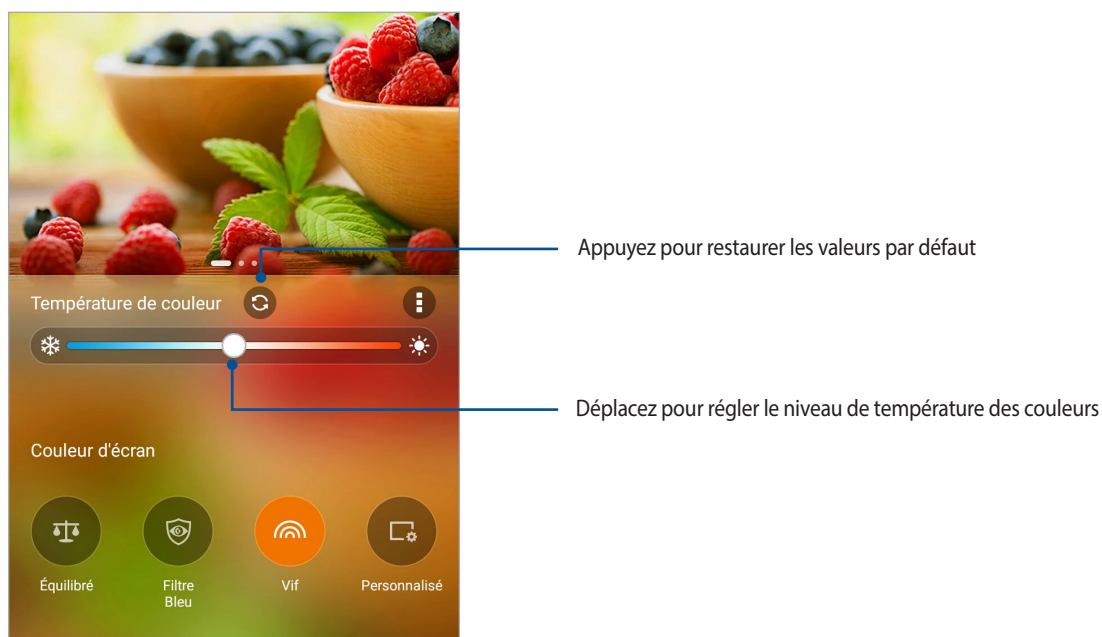 Appuyez pour restaurer les valeurs par défaut
Température de couleur
Déplacez pour régler le niveau de température des couleurs
Couleur d'écran
Équilibré
Filtre
Bleu
Vif
Personnalisé